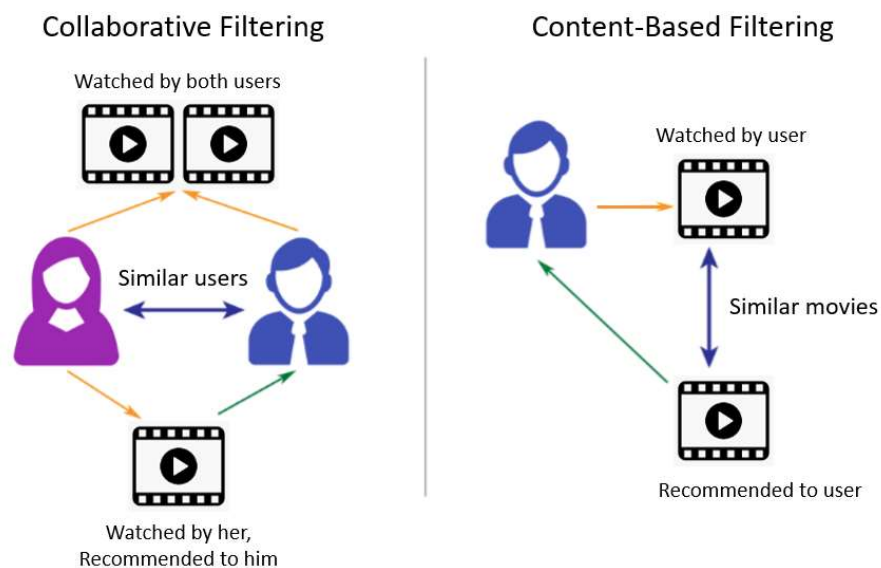 Collaborative Filtering
Watched by both users
Similar users
Watched by her,
Recommended to him
Content-Based Filtering
Watched by user
Similar movies
Recommended to user